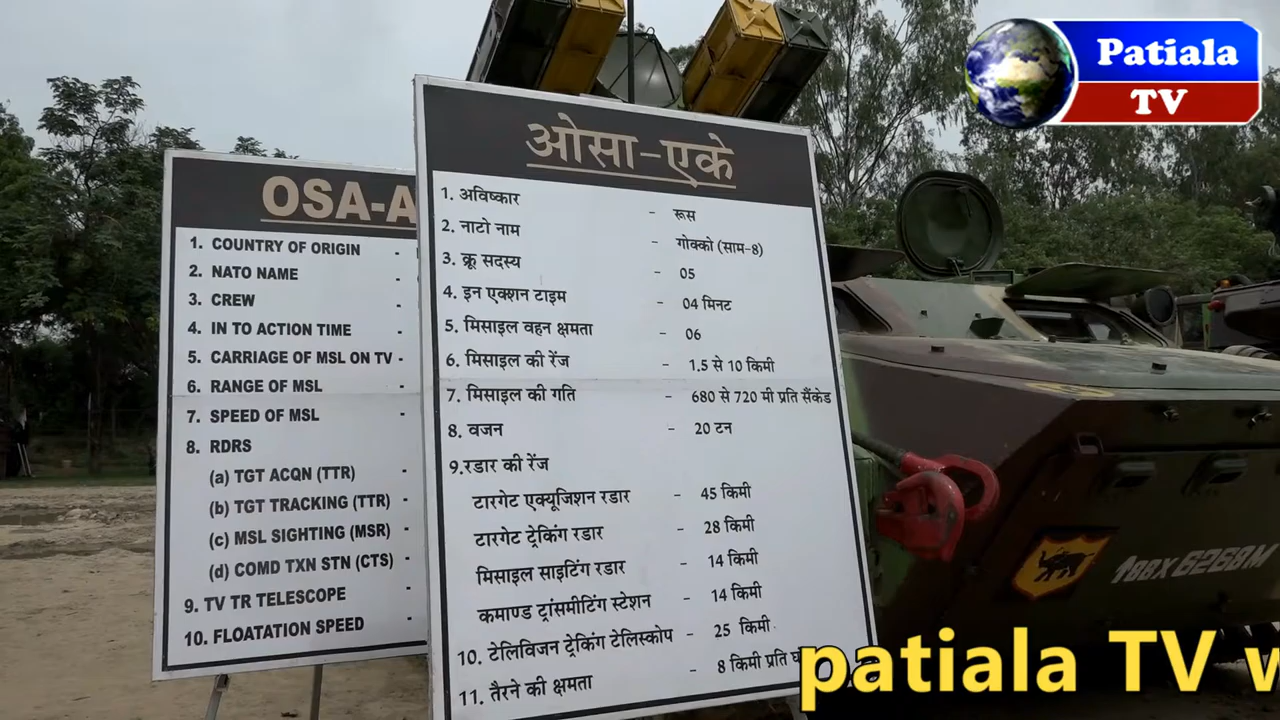 Patiala
TV
OSA-A
1. COUNTRY OF ORIGIN -
2. NATO NAME -
3. CREW -
4. IN TO ACTION TIME -
5. CARRIAGE OF MSL ON TV -
6. RANGE OF MSL -
7. SPEED OF MSL -
8. RDRS
(a) TGT ACQN (TTR) -
(b) TGT TRACKING (TTR) -
(c) MSL SIGHTING (MSR) -
(d) COMD TXN STN (CTS) -
9. TV TR TELESCOPE -
10. FLOATATION SPEED -
ओसा-एके
1. अविष्कार - रूस
2. नाटो नाम - गोक्को (साम-8)
3. क्रू सदस्य - 05
4. इन एक्शन टाइम - 04 मिनट
5. मिसाइल वहन क्षमता - 06
6. मिसाइल की रेंज - 1.5 से 10 किमी
7. मिसाइल की गति - 680 से 720 मी प्रति सैंकेड
8. वजन - 20 टन
9.रडार की रेंज
टारगेट एक्यूजिशन रडार - 45 किमी
टारगेट ट्रेकिंग रडार - 28 किमी
मिसाइल साइटिंग रडार - 14 किमी
कमाण्ड ट्रांसमीटिंग स्टेशन - 14 किमी
10. टेलिविजन ट्रेकिंग टेलिस्कोप - 25 किमी
11. तैरने की क्षमता - 8 किमी प्रति
188X6268M
patiala TV